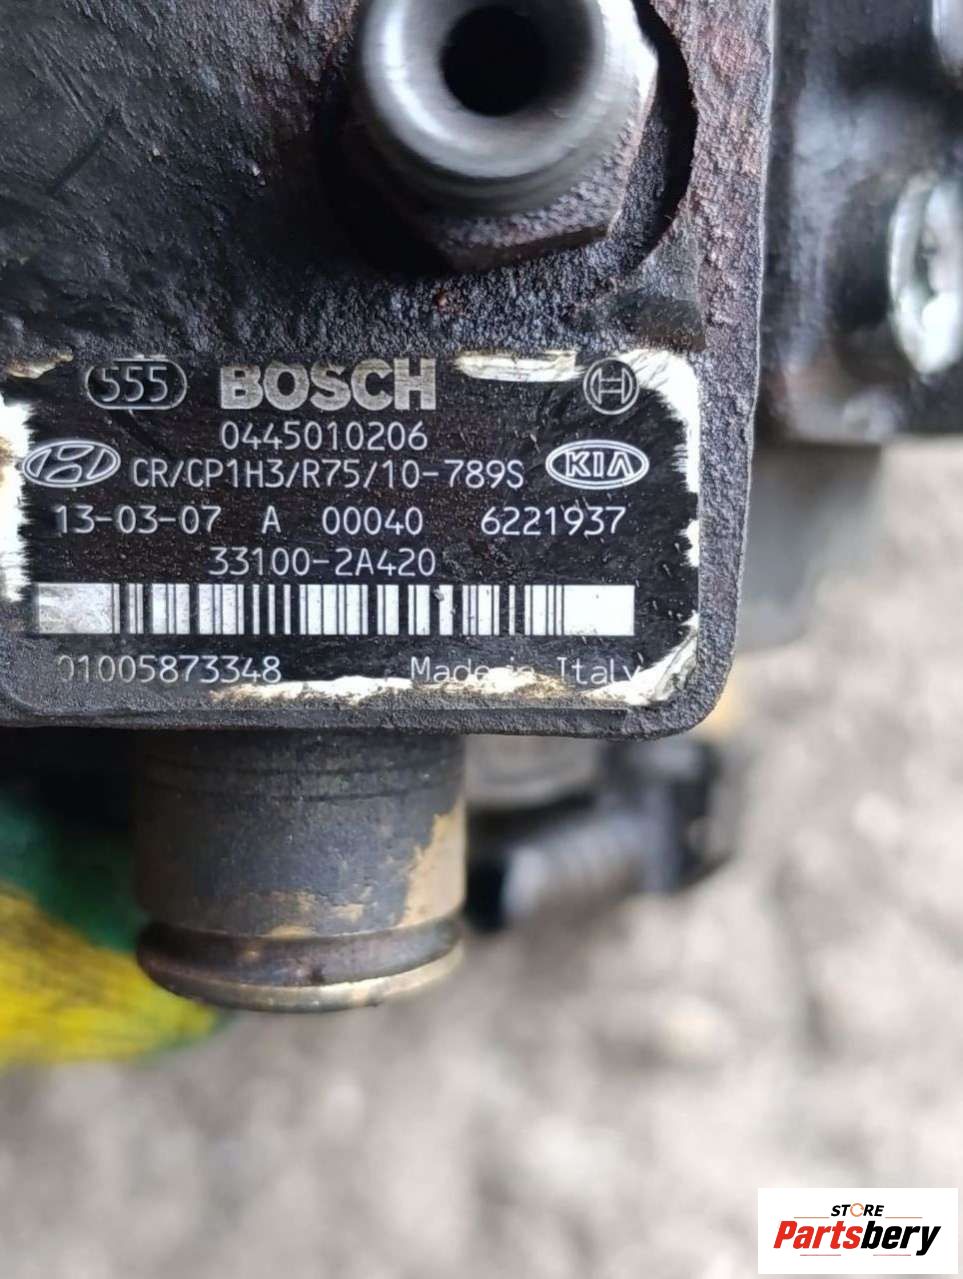 555 BOSCH
0445010206
CR/CP1H3/R75/10-789S KIA
13-03-07 A 00040 6221937
33100-2A420
01005873348 Made in Italy
STORE
Partsbery